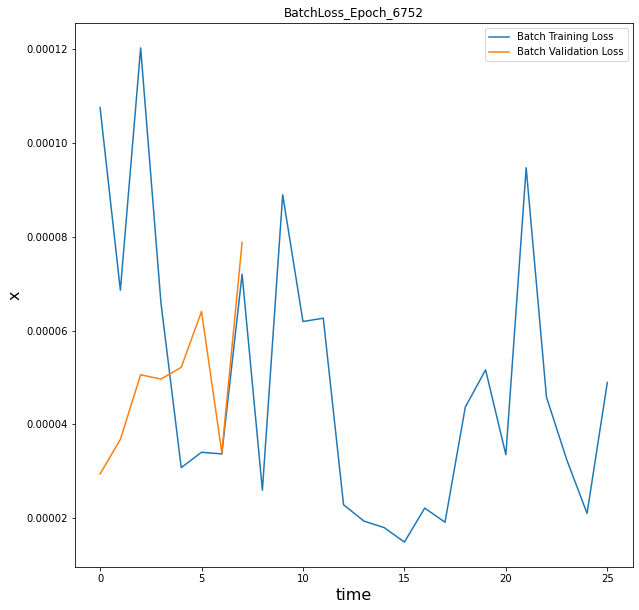 BatchLoss_Epoch_6752
Batch Training Loss
Batch Validation Loss
0.00012
0.00010
0.00008
0.00006
0.00004
0.00002
x
0 5 10 15 20 25
time